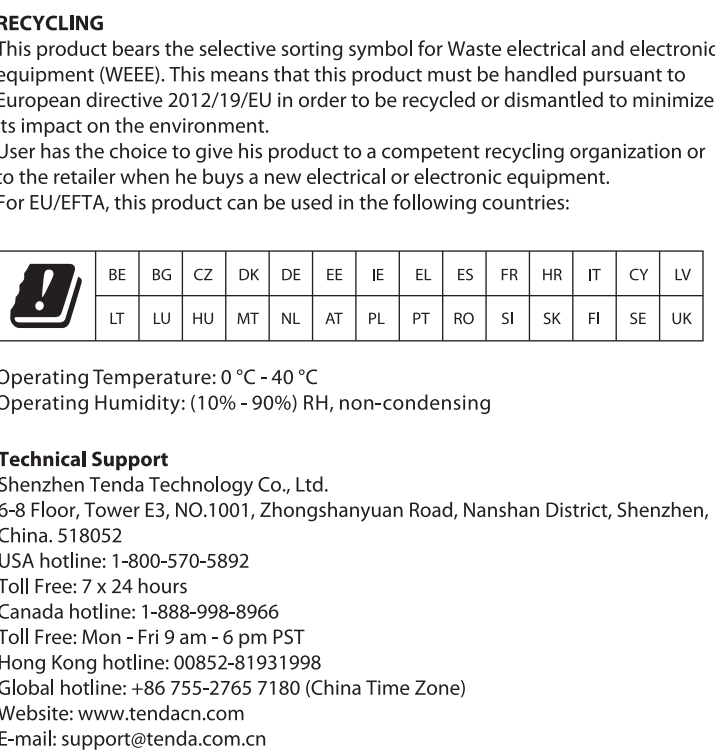 RECYCLING
This product bears the selective sorting symbol for Waste electrical and electronic
equipment (WEEE). This means that this product must be handled pursuant to
European directive 2012/19/EU in order to be recycled or dismantled to minimize
its impact on the environment.
User has the choice to give his product to a competent recycling organization or
to the retailer when he buys a new electrical or electronic equipment.
For EU/EFTA, this product can be used in the following countries:
BE BG CZ DK DE EE IE EL ES FR HR IT CY LV
LT LU HU MT NL AT PL PT RO SI SK FI SE UK
Operating Temperature: 0 °C - 40 °C
Operating Humidity: (10% - 90%) RH, non-condensing
Technical Support
Shenzhen Tenda Technology Co., Ltd.
6-8 Floor, Tower E3, NO.1001, Zhongshanyuan Road, Nanshan District, Shenzhen,
China. 518052
USA hotline: 1-800-570-5892
Toll Free: 7 x 24 hours
Canada hotline: 1-888-998-8966
Toll Free: Mon - Fri 9 am - 6 pm PST
Hong Kong hotline: 00852-81931998
Global hotline: +86 755-2765 7180 (China Time Zone)
Website: www.tendacn.com
E-mail: support@tenda.com.cn